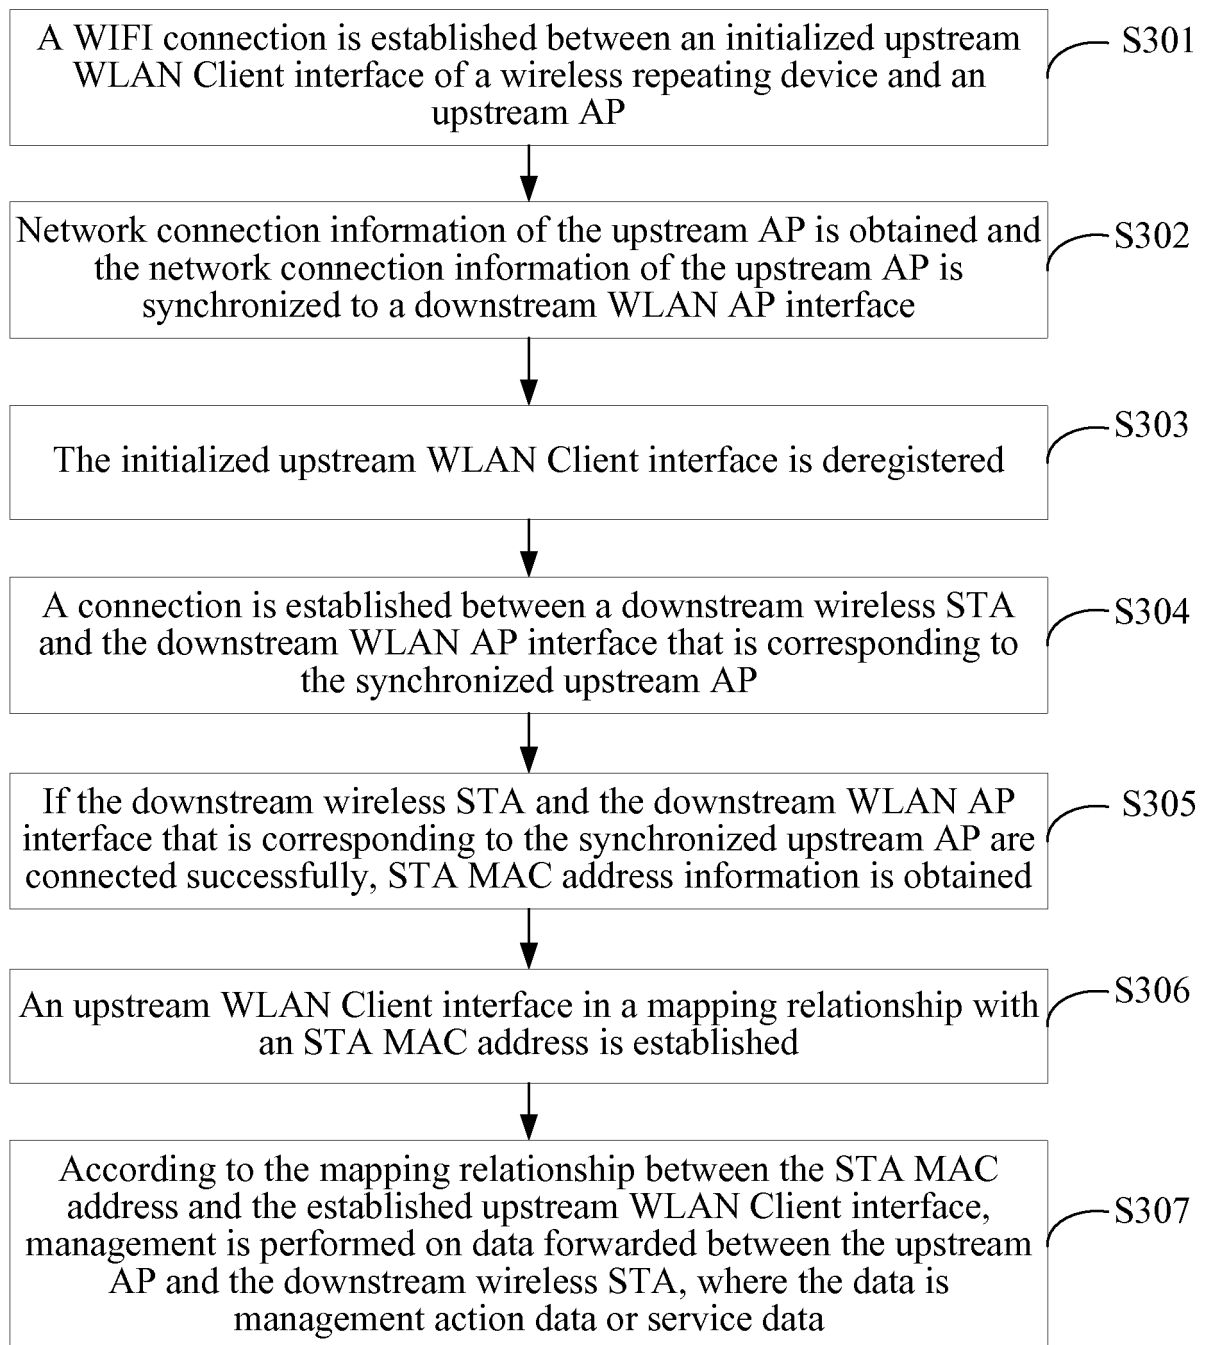 A WIFI connection is established between an initialized upstream
WLAN Client interface of a wireless repeating device and an
upstream AP
S301
Network connection information of the upstream AP is obtained and
the network connection information of the upstream AP is
synchronized to a downstream WLAN AP interface
S302
The initialized upstream WLAN Client interface is deregistered
S303
A connection is established between a downstream wireless STA
and the downstream WLAN AP interface that is corresponding to
the synchronized upstream AP
S304
If the downstream wireless STA and the downstream WLAN AP
interface that is corresponding to the synchronized upstream AP are
connected successfully, STA MAC address information is obtained
S305
An upstream WLAN Client interface in a mapping relationship with
an STA MAC address is established
S306
According to the mapping relationship between the STA MAC
address and the established upstream WLAN Client interface,
management is performed on data forwarded between the upstream
AP and the downstream wireless STA, where the data is
management action data or service data
S307